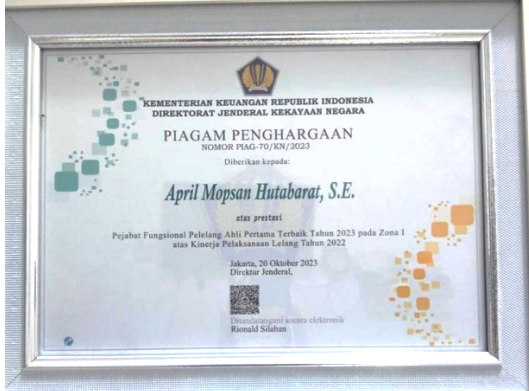 KEMENTERIAN KEUANGAN REPUBLIK INDONESIA
DIREKTORAT JENDERAL KEKAYAAN NEGARA
PIAGAM PENGHARGAAN
NOMOR PIAG-70/KN/2023
Diberikan kepada:
April Mopsan Hutabarat, S.E.
atas prestasi
Pejabat Fungsional Pelelang Ahli Pertama Terbaik Tahun 2023 pada Zona I
atas Kinerja Pelaksanaan Lelang Tahun 2022
Jakarta, 20 Oktober 2023
Direktur Jenderal,
Ditandatangani secara elektronik
Rionald Silaban